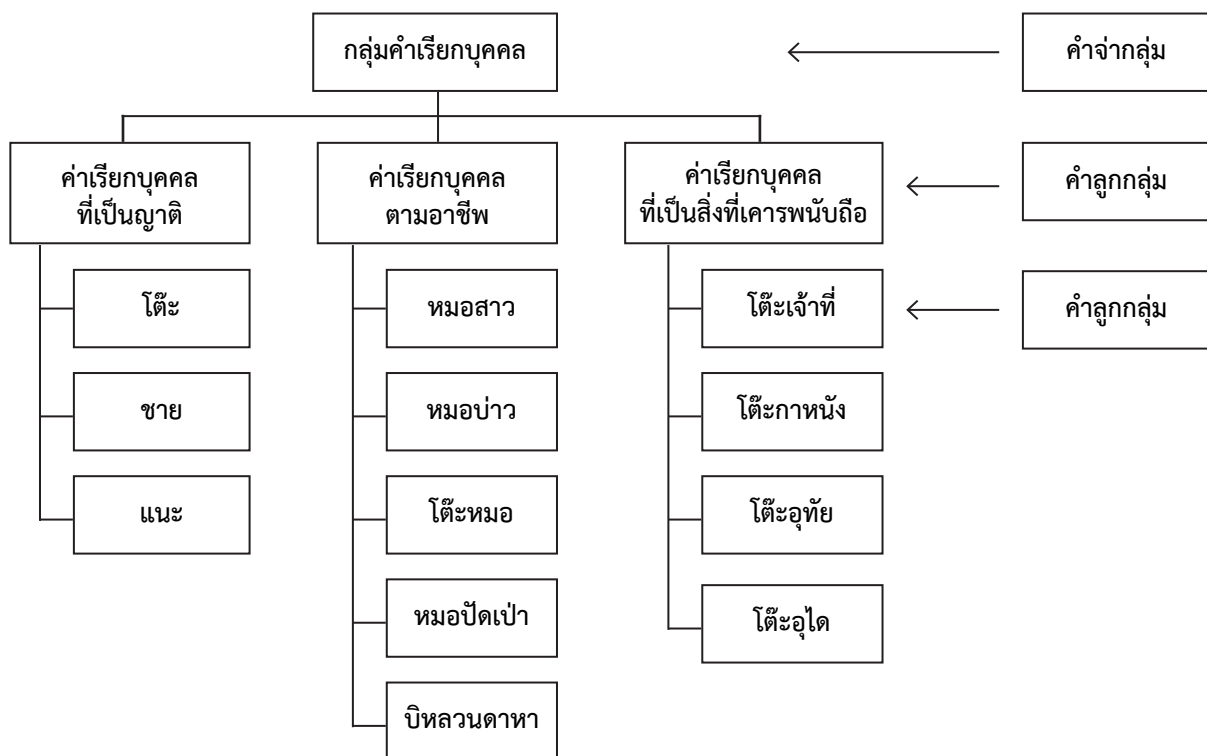 กลุ่มคำเรียกบุคคล
คำจ่ากลุ่ม
ค่าเรียกบุคคล
ที่เป็นญาติ
ค่าเรียกบุคคล
ตามอาชีพ
ค่าเรียกบุคคล
ที่เป็นสิ่งที่เคารพนับถือ
คำลูกกลุ่ม
โต๊ะ
หมอสาว
โต๊ะเจ้าที่
คำลูกกลุ่ม
ชาย
หมอบ่าว
โต๊ะกาหนัง
แนะ
โต๊ะหมอ
โต๊ะอุทัย
หมอปัดเป่า
โต๊ะอุได
บิหลวนดาหา